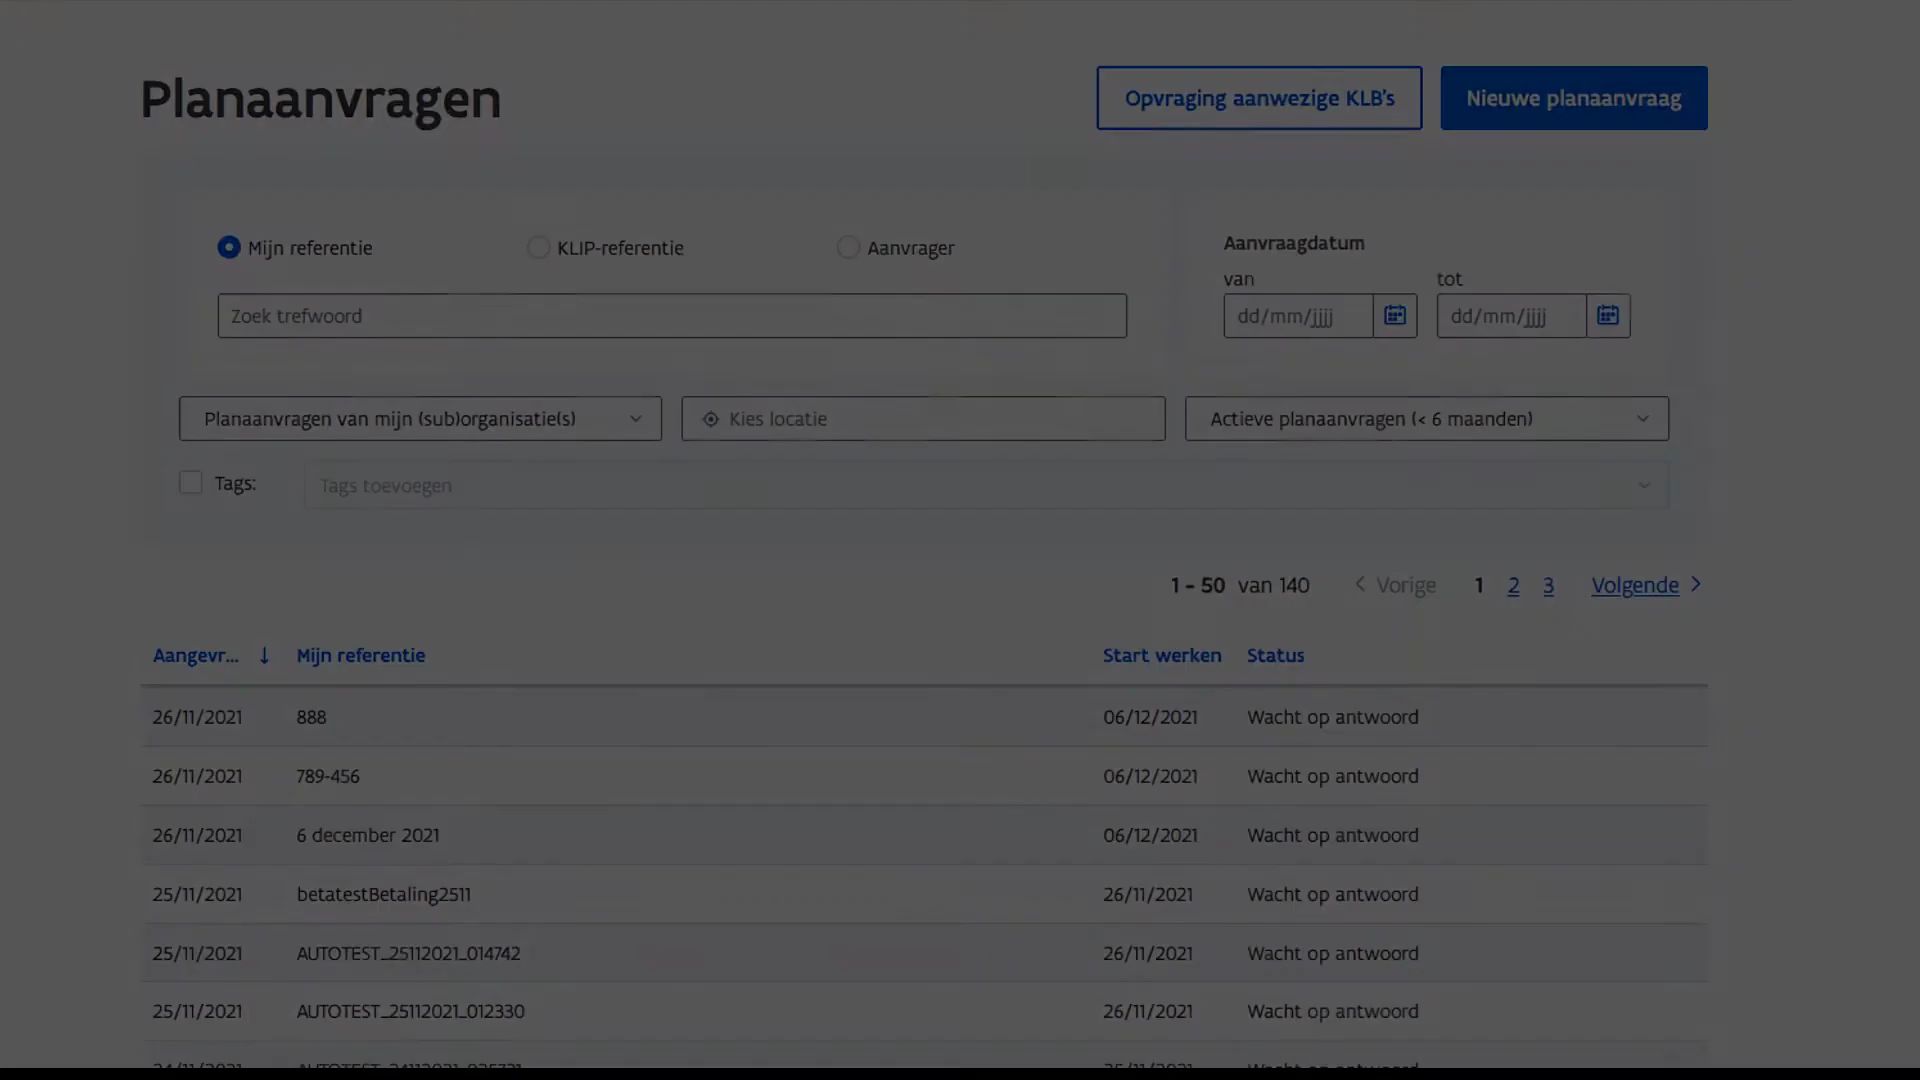 Planaanvragen
Opvraging aanwezige KLB's
Nieuwe planaanvraag
Mijn referentie
KLIP-referentie
Aanvrager
Aanvraagdatum
van
tot
Zoek trefwoord
dd/mm/jjjj
dd/mm/jjjj
Planaanvragen van mijn (sub)organisatie(s)
Kies locatie
Actieve planaanvragen (< 6 maanden)
Tags:
Tags toevoegen
1 - 50 van 140
Vorige 1 2 3 Volgende
Aangevr... Mijn referentie Start werken Status
26/11/2021 888 06/12/2021 Wacht op antwoord
26/11/2021 789-456 06/12/2021 Wacht op antwoord
26/11/2021 6 december 2021 06/12/2021 Wacht op antwoord
25/11/2021 betatestBetaling2511 26/11/2021 Wacht op antwoord
25/11/2021 AUTOTEST_25112021_014742 26/11/2021 Wacht op antwoord
25/11/2021 AUTOTEST_25112021_012330 26/11/2021 Wacht op antwoord